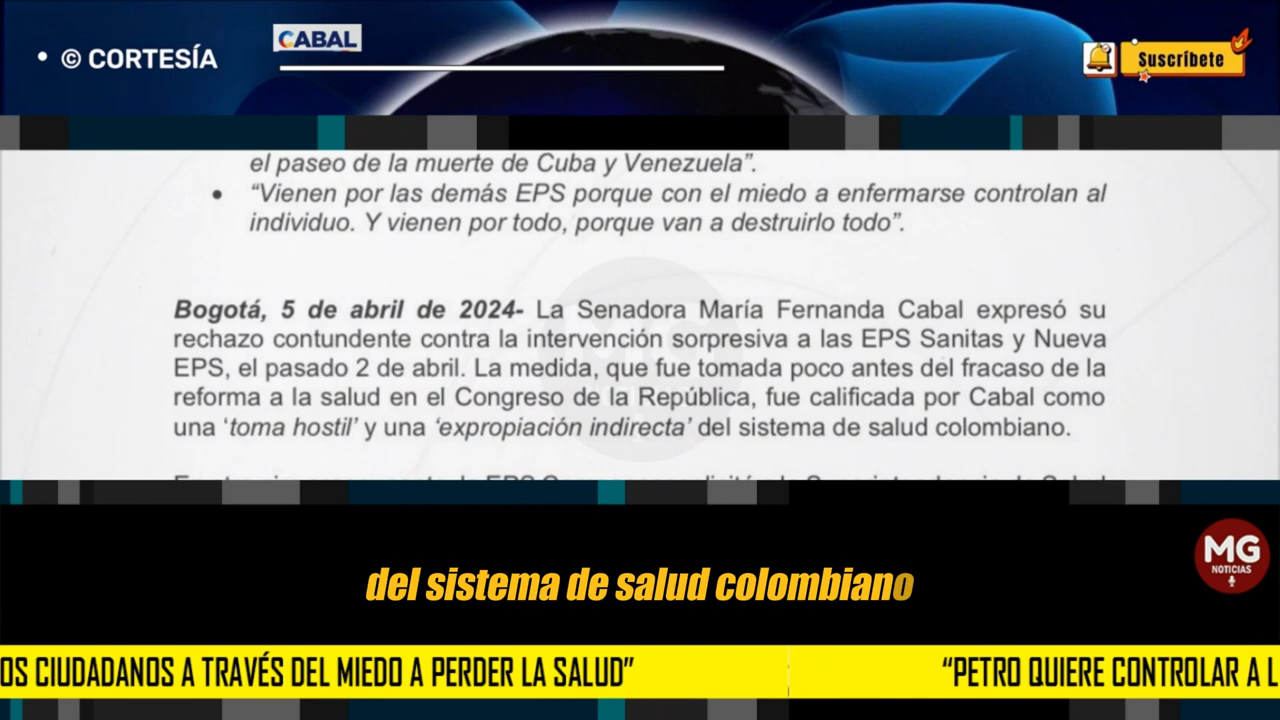 • © CORTESÍA
CABAL
Suscríbete
el paseo de la muerte de Cuba y Venezuela”.
• “Vienen por las demás EPS porque con el miedo a enfermarse controlan al
individuo. Y vienen por todo, porque van a destruirlo todo”.
Bogotá, 5 de abril de 2024- La Senadora María Fernanda Cabal expresó su
rechazo contundente contra la intervención sorpresiva a las EPS Sanitas y Nueva
EPS, el pasado 2 de abril. La medida, que fue tomada poco antes del fracaso de la
reforma a la salud en el Congreso de la República, fue calificada por Cabal como
una ‘toma hostil’ y una ‘expropiación indirecta’ del sistema de salud colombiano.
MG
NOTICIAS
del sistema de salud colombiano
OS CIUDADANOS A TRAVÉS DEL MIEDO A PERDER LA SALUD” “PETRO QUIERE CONTROLAR A L